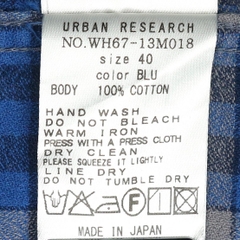 URBAN RESEARCH
NO.WH67-13M018
size 40
color BLU
BODY 100% COTTON
HAND WASH
DO NOT BLEACH
WARM IRON
PRESS WITH A PRESS CLOTH
DRY CLEAN
PLEASE SQUEEZE IT LIGHTLY
LINE DRY
DO NOT TUMBLE DRY
F
MADE IN JAPAN